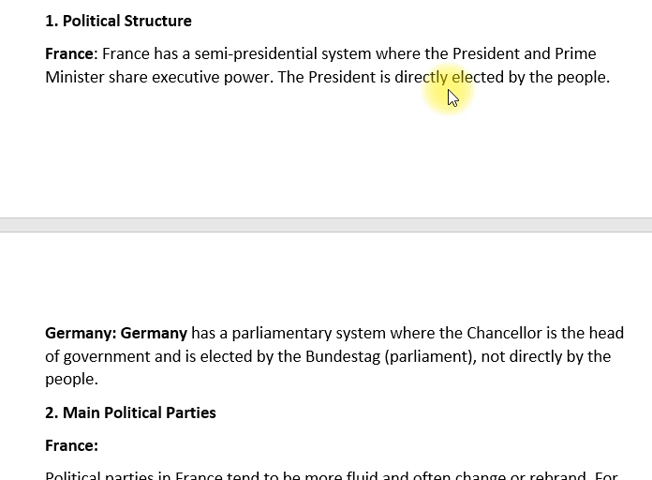 1. Political Structure
France: France has a semi-presidential system where the President and Prime
Minister share executive power. The President is directly elected by the people.
Germany: Germany has a parliamentary system where the Chancellor is the head
of government and is elected by the Bundestag (parliament), not directly by the
people.
2. Main Political Parties
France:
Political parties in France tend to be more fluid and often change or rebrand. For